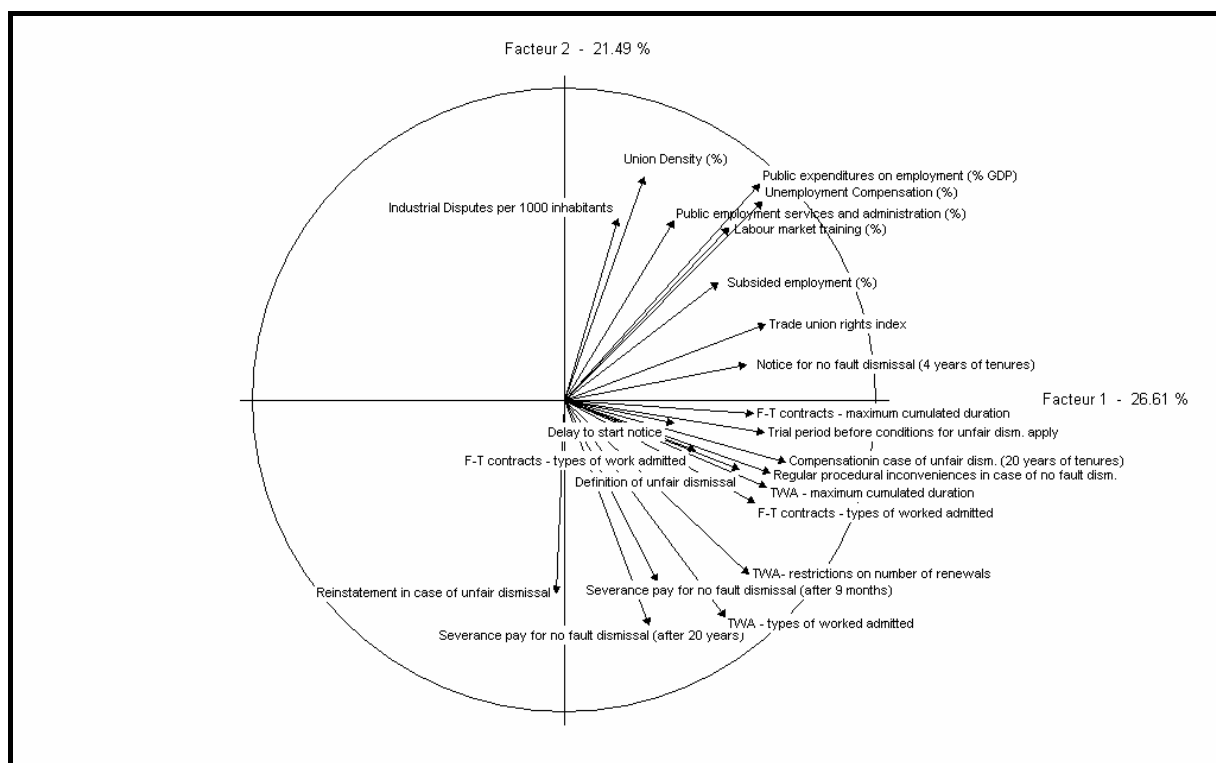 Facteur 2 - 21.49 %
Union Density (%)
Public expenditures on employment (% GDP)
Unemployment Compensation (%)
Industrial Disputes per 1000 inhabitants
Public employment services and administration (%)
Labour market training (%)
Subsided employment (%)
Trade union rights index
Notice for no fault dismissal (4 years of tenures)
Facteur 1 - 26.61 %
F-T contracts - maximum cumulated duration
Delay to start notice
Trial period before conditions for unfair dism. apply
F-T contracts - types of work admitted
Compensationin case of unfair dism. (20 years of tenures)
Regular procedural inconveniences in case of no fault dism.
Definition of unfair dismissal
TWA - maximum cumulated duration
F-T contracts - types of worked admitted
TWA- restrictions on number of renewals
Reinstatement in case of unfair dismissal
Severance pay for no fault dismissal (after 9 months)
TWA - types of worked admitted
Severance pay for no fault dismissal (after 20 years)